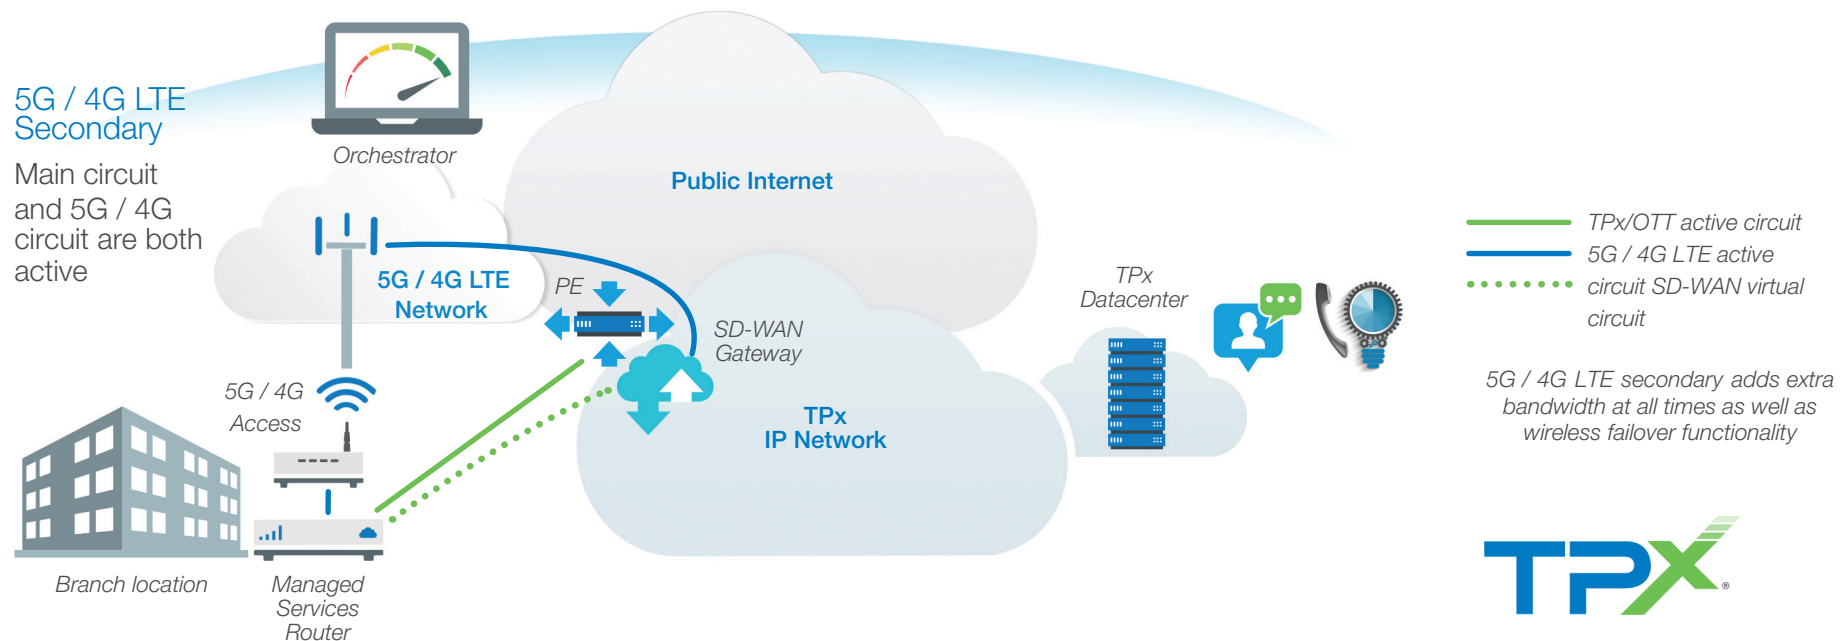 5G / 4G LTE
Secondary
Main circuit
and 5G / 4G
circuit are both
active
Orchestrator
Public Internet
5G / 4G LTE
Network
PE
SD-WAN
Gateway
5G / 4G
Access
TPx
IP Network
TPx
Datacenter
Branch location
Managed
Services
Router
TPx/OTT active circuit
5G / 4G LTE active
circuit SD-WAN virtual
circuit
5G / 4G LTE secondary adds extra
bandwidth at all times as well as
wireless failover functionality
TPX®